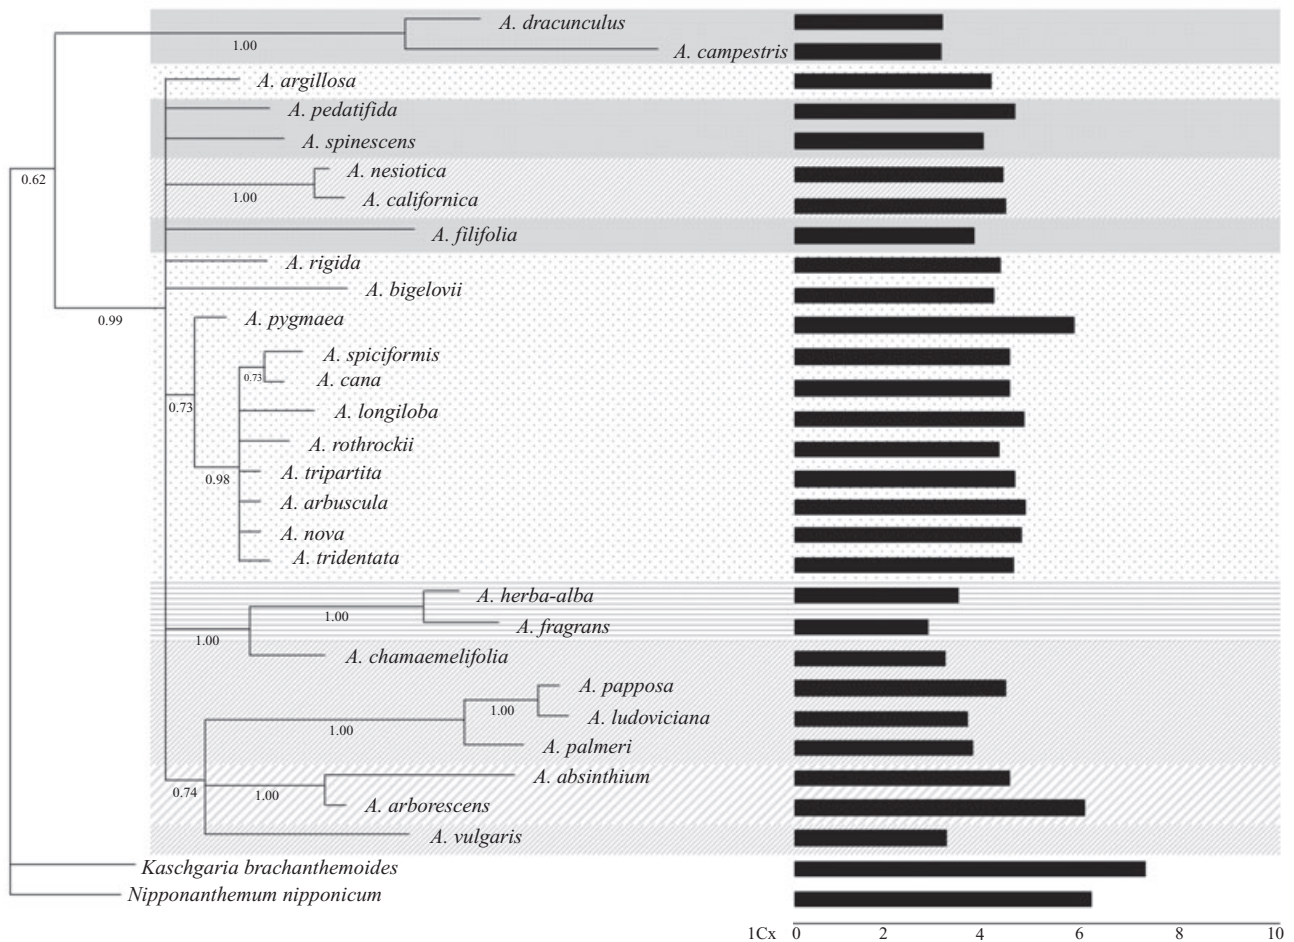 A. dracunculus
1.00
A. campestris
A. argillosa
A. pedatifida
A. spinescens
A. nesiotica
0.62
1.00
A. californica
A. filifolia
A. rigida
A. bigelovii
0.99
A. pygmaea
A. spiciformis
0.73
A. cana
0.73
A. longiloba
A. rothrockii
0.98
A. tripartita
A. arbuscula
A. nova
A. tridentata
A. herba-alba
1.00
A. fragrans
1.00
A. chamaemelifolia
A. papposa
1.00
A. ludoviciana
1.00
A. palmeri
A. absinthium
0.74
1.00
A. arborescens
A. vulgaris
Kaschgaria brachanthemoides
Nipponanthemum nipponicum
1Cx 0 2 4 6 8 10